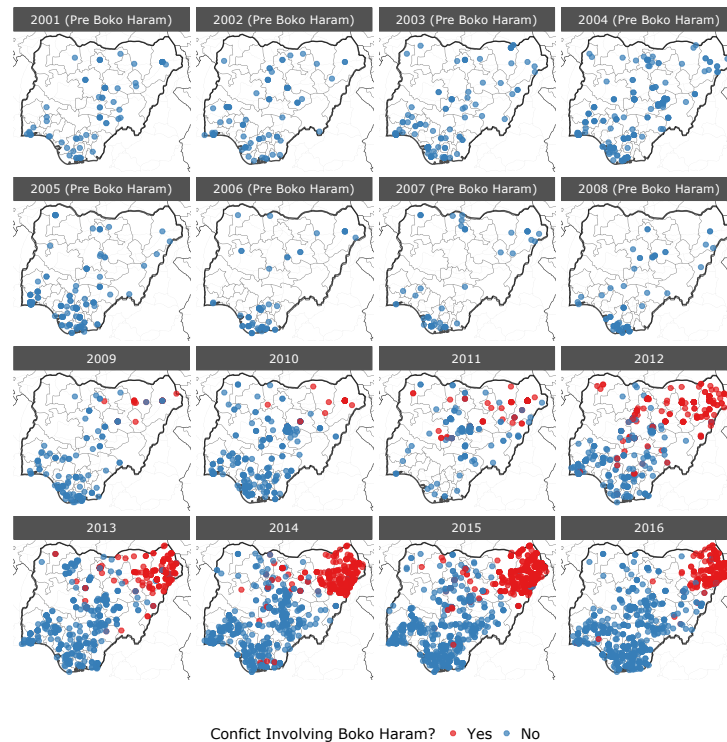 2001 (Pre Boko Haram)
2002 (Pre Boko Haram)
2003 (Pre Boko Haram)
2004 (Pre Boko Haram)
2005 (Pre Boko Haram)
2006 (Pre Boko Haram)
2007 (Pre Boko Haram)
2008 (Pre Boko Haram)
2009
2010
2011
2012
2013
2014
2015
2016
Confict Involving Boko Haram? Yes No